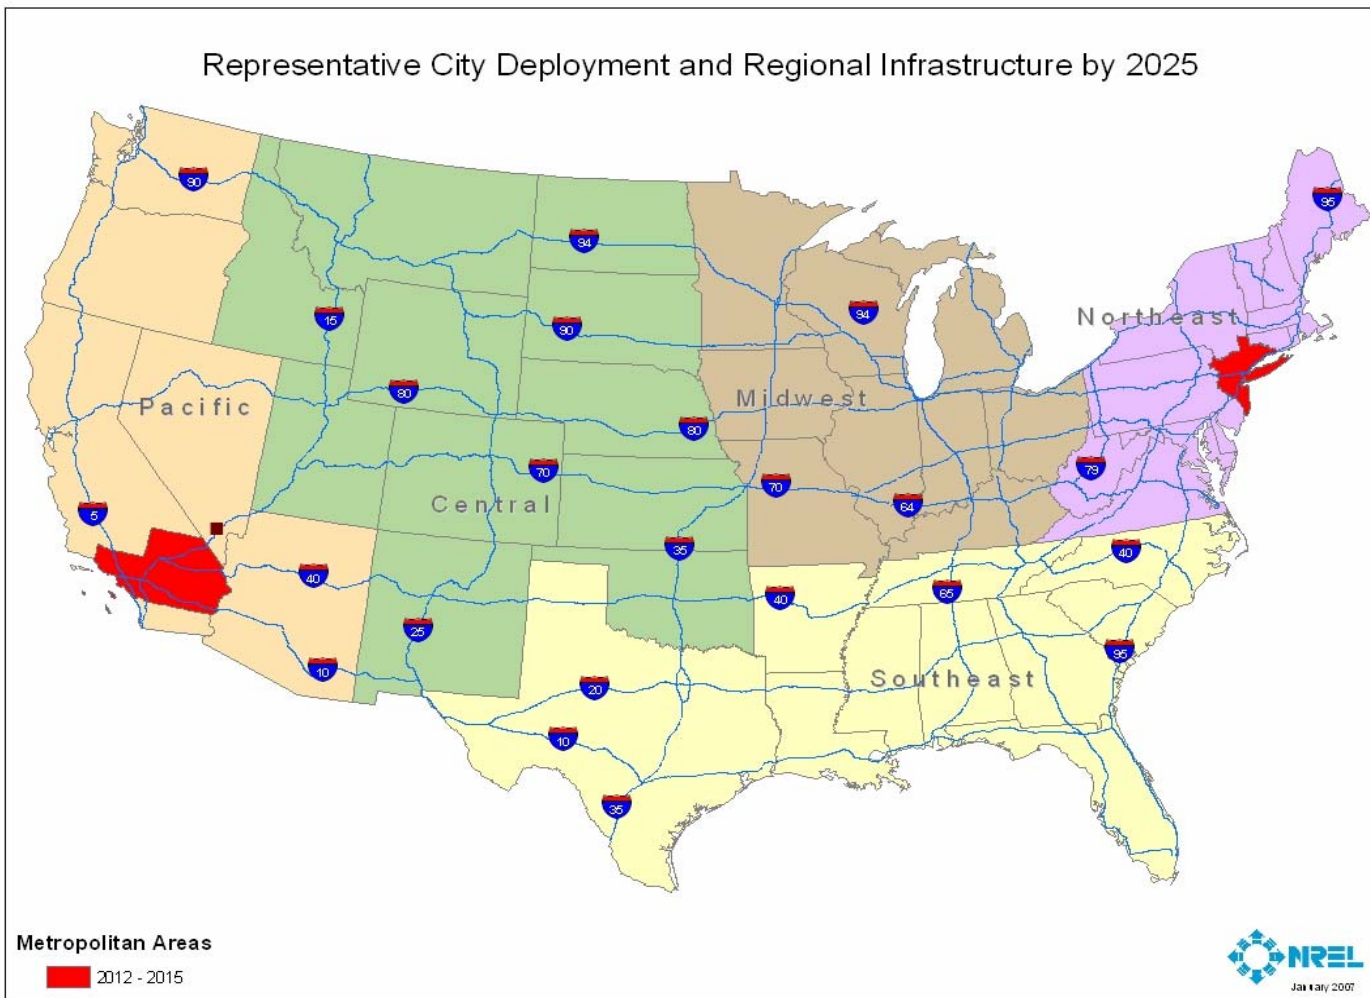 Representative City Deployment and Regional Infrastructure by 2025
90
95
94
15
90
94
Northeast
80
Pacific
Midwest
80
70
79
70
Central
64
5
35
40
40
40
65
25
95
10
Southeast
20
10
35
Metropolitan Areas
2012 - 2015
NREL
January 2007